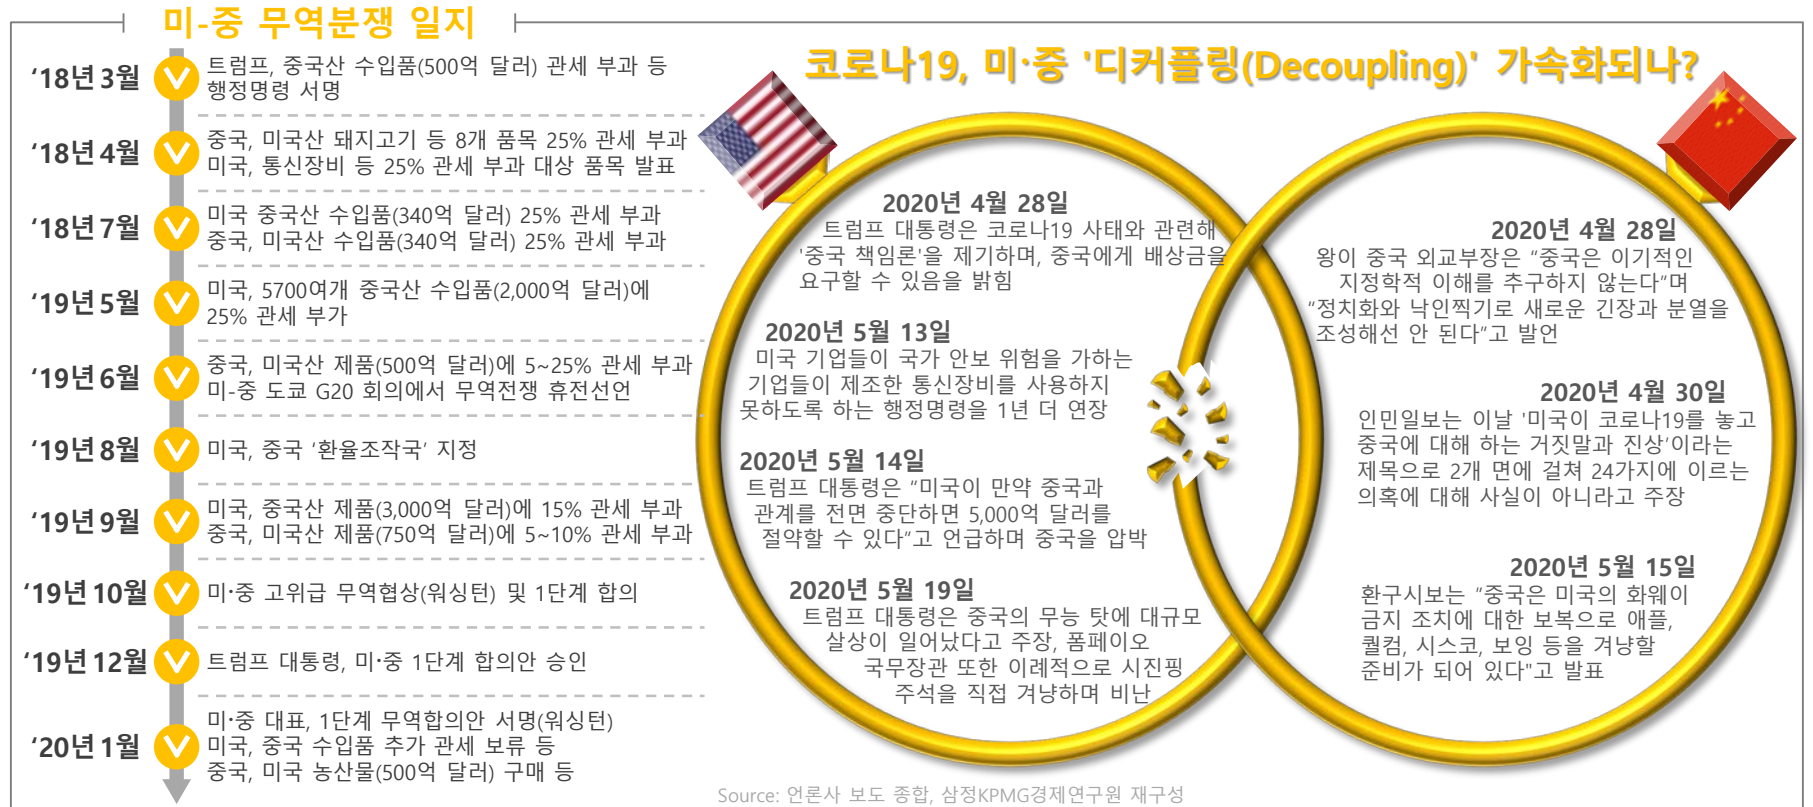 미-중 무역분쟁 일지
‘18년 3월
트럼프, 중국산 수입품(500억 달러) 관세 부과 등
행정명령 서명
‘18년 4월
중국, 미국산 돼지고기 등 8개 품목 25% 관세 부과
미국, 통신장비 등 25% 관세 부과 대상 품목 발표
‘18년 7월
미국 중국산 수입품(340억 달러) 25% 관세 부과
중국, 미국산 수입품(340억 달러) 25% 관세 부과
‘19년 5월
미국, 5700여개 중국산 수입품(2,000억 달러)에
25% 관세 부가
‘19년 6월
중국, 미국산 제품(500억 달러)에 5~25% 관세 부과
미-중 도쿄 G20 회의에서 무역전쟁 휴전선언
‘19년 8월
미국, 중국 ‘환율조작국’ 지정
‘19년 9월
미국, 중국산 제품(3,000억 달러)에 15% 관세 부과
중국, 미국산 제품(750억 달러)에 5~10% 관세 부과
‘19년 10월
미·중 고위급 무역협상(워싱턴) 및 1단계 합의
‘19년 12월
트럼프 대통령, 미·중 1단계 합의안 승인
‘20년 1월
미·중 대표, 1단계 무역합의안 서명(워싱턴)
미국, 중국 수입품 추가 관세 보류 등
중국, 미국 농산물(500억 달러) 구매 등
코로나19, 미·중 '디커플링(Decoupling)' 가속화되나?
2020년 4월 28일
트럼프 대통령은 코로나19 사태와 관련해
'중국 책임론'을 제기하며, 중국에게 배상금을
요구할 수 있음을 밝힘
2020년 5월 13일
미국 기업들이 국가 안보 위험을 가하는
기업들이 제조한 통신장비를 사용하지
못하도록 하는 행정명령을 1년 더 연장
2020년 5월 14일
트럼프 대통령은 “미국이 만약 중국과
관계를 전면 중단하면 5,000억 달러를
절약할 수 있다”고 언급하며 중국을 압박
2020년 5월 19일
트럼프 대통령은 중국의 무능 탓에 대규모
살상이 일어났다고 주장, 폼페이오
국무장관 또한 이례적으로 시진핑
주석을 직접 겨냥하며 비난
2020년 4월 28일
왕이 중국 외교부장은 “중국은 이기적인
지정학적 이해를 추구하지 않는다”며
“정치화와 낙인찍기로 새로운 긴장과 분열을
조성해선 안 된다”고 발언
2020년 4월 30일
인민일보는 이날 '미국이 코로나19를 놓고
중국에 대해 하는 거짓말과 진상’이라는
제목으로 2개 면에 걸쳐 24가지에 이르는
의혹에 대해 사실이 아니라고 주장
2020년 5월 15일
환구시보는 “중국은 미국의 화웨이
금지 조치에 대한 보복으로 애플,
퀄컴, 시스코, 보잉 등을 겨냥할
준비가 되어 있다"고 발표
Source: 언론사 보도 종합, 삼정KPMG경제연구원 재구성